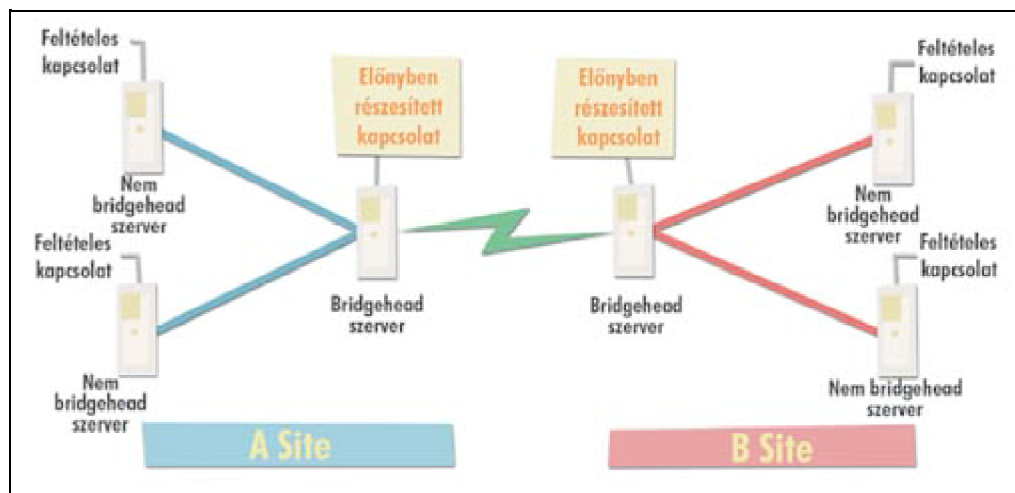 Feltételes
kapcsolat
Nem
bridgehead
szerver
Feltételes
kapcsolat
Nem
bridgehead
szerver
Előnyben
részesített
kapcsolat
Bridgehead
szerver
A Site
Előnyben
részesített
kapcsolat
Bridgehead
szerver
Feltételes
kapcsolat
Nem
bridgehead
szerver
Feltételes
kapcsolat
Nem bridgehead
szerver
B Site